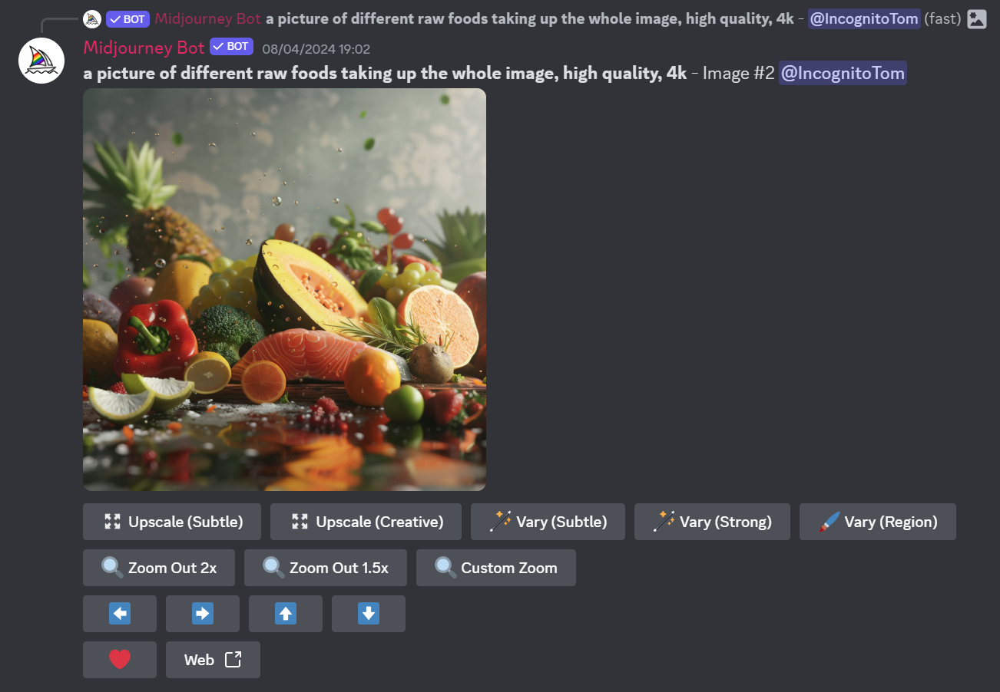 BOT Midjourney Bot a picture of different raw foods taking up the whole image, high quality, 4k - @IncognitoTom (fast)
Midjourney Bot BOT 08/04/2024 19:02
a picture of different raw foods taking up the whole image, high quality, 4k - Image #2 @IncognitoTom
Upscale (Subtle) Upscale (Creative) Vary (Subtle) Vary (Strong) Vary (Region)
Zoom Out 2x Zoom Out 1.5x Custom Zoom
Web